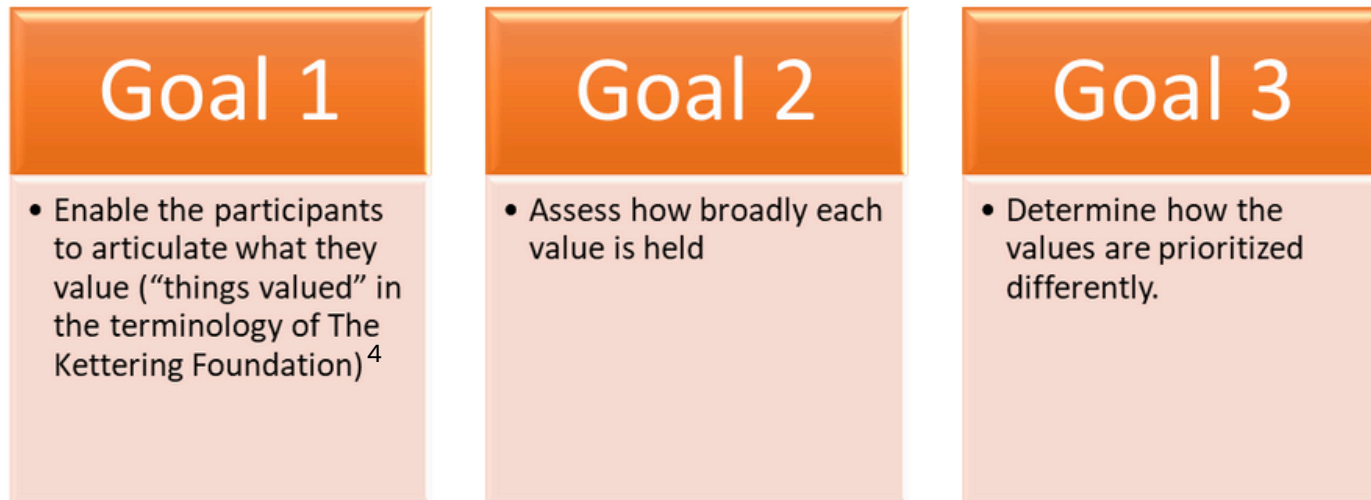 Goal 1
• Enable the participants
to articulate what they
value (“things valued” in
the terminology of The
Kettering Foundation) 4
Goal 2
• Assess how broadly each
value is held
Goal 3
• Determine how the
values are prioritized
differently.